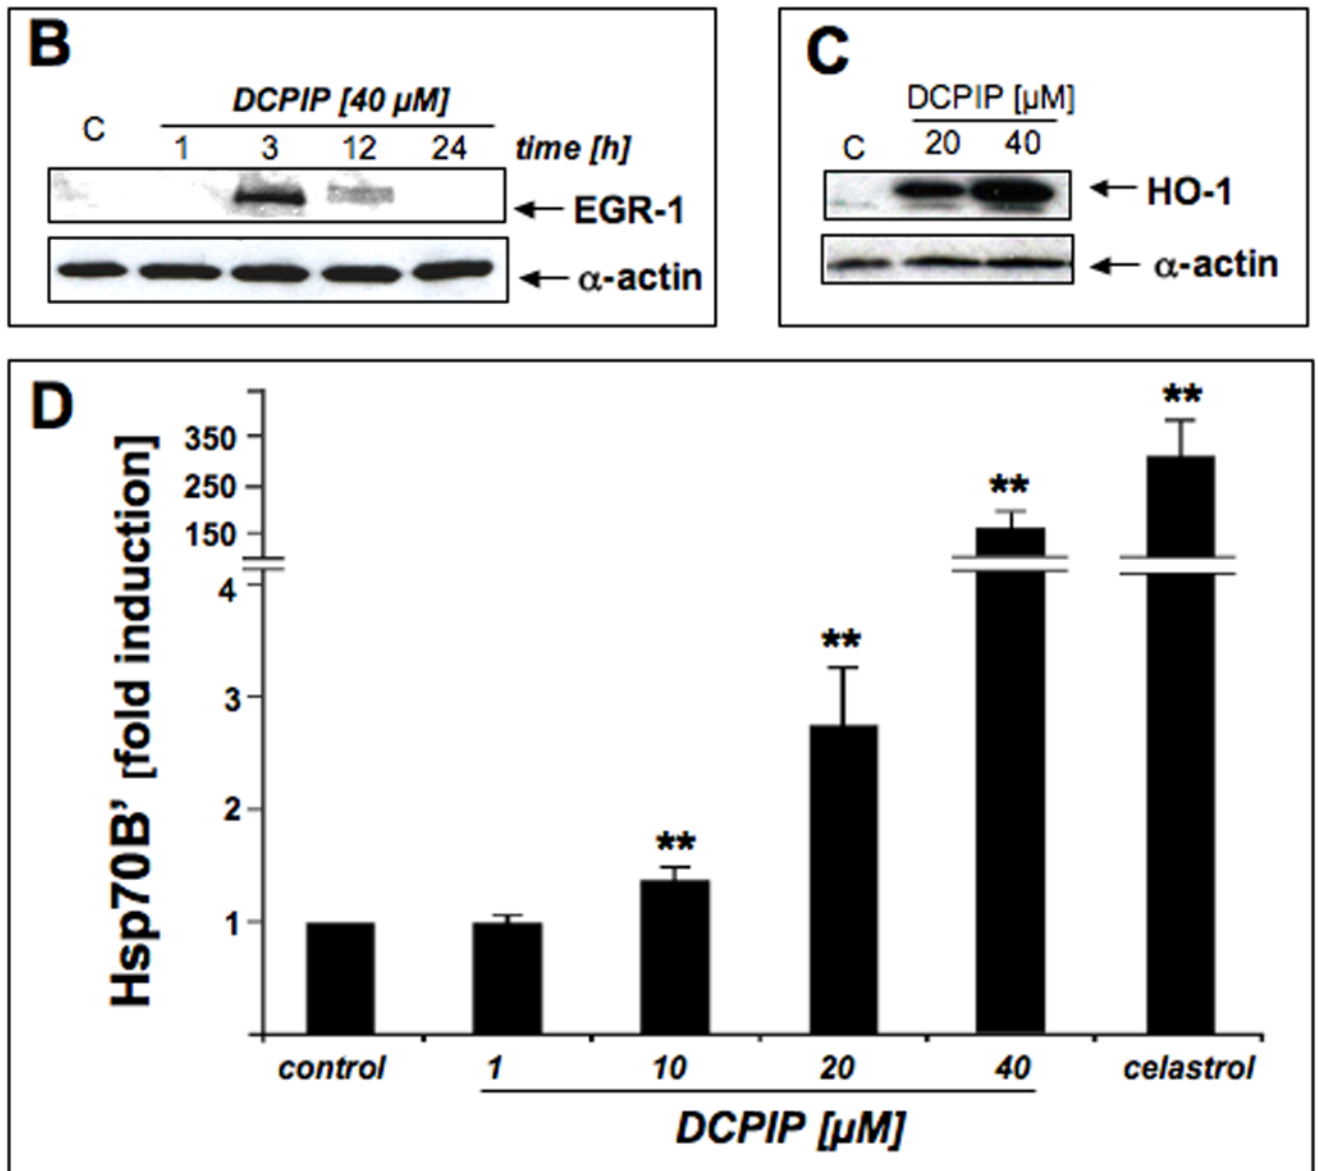 B
DCPIP [40 µM]
C
1 3 12 24 time [h]
EGR-1
α-actin
C
DCPIP [µM]
C 20 40
HO-1
α-actin
D
Hsp70B' [fold induction]
350
250
150
4
3
2
1
**
**
**
**
control 1 10 20 40 celastrol
DCPIP [µM]